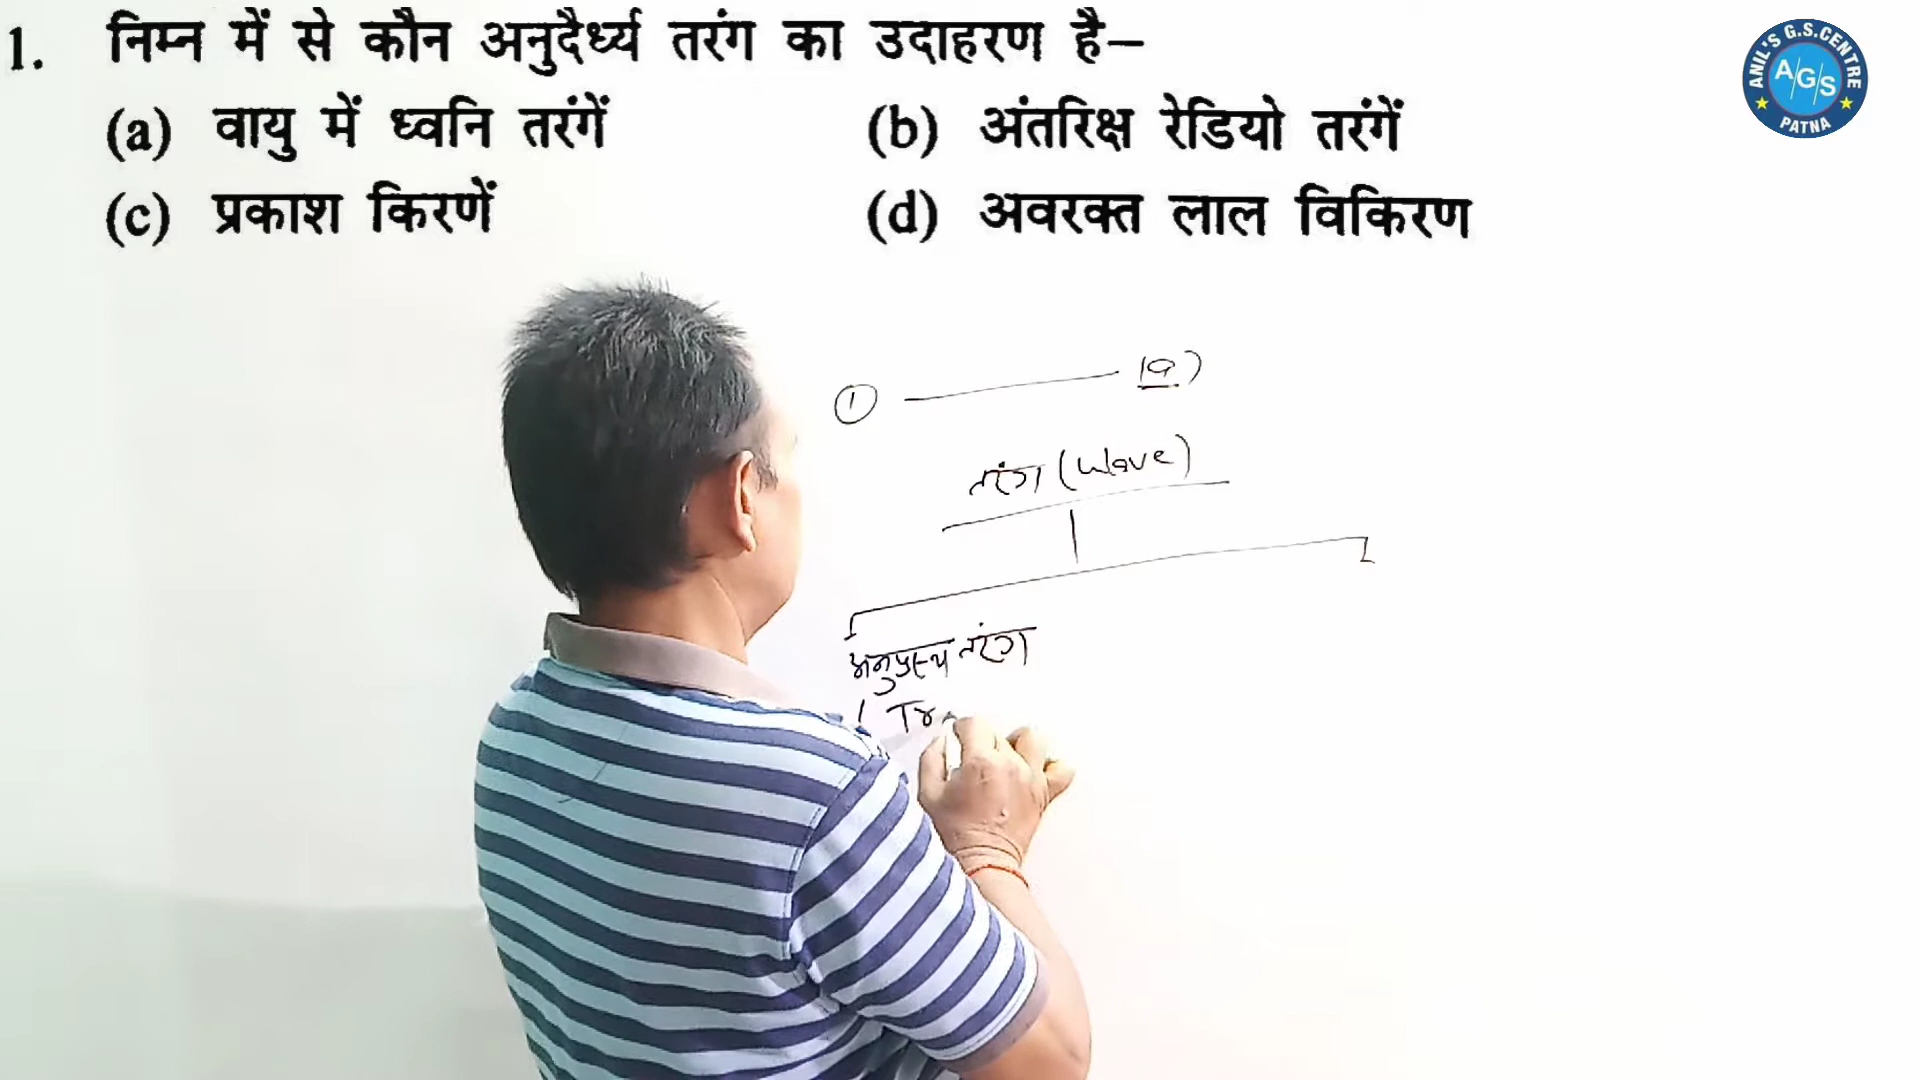 1. निम्न में से कौन अनुदैर्ध्य तरंग का उदाहरण है–
(a) वायु में ध्वनि तरंगें
(b) अंतरिक्ष रेडियो तरंगें
(c) प्रकाश किरणें
(d) अवरक्त लाल विकिरण
ANIL'S G.S.CENTRE
A/G/S
PATNA
① (a)
तरंग (Wave)
अनुप्रस्थ तरंग
( Tr